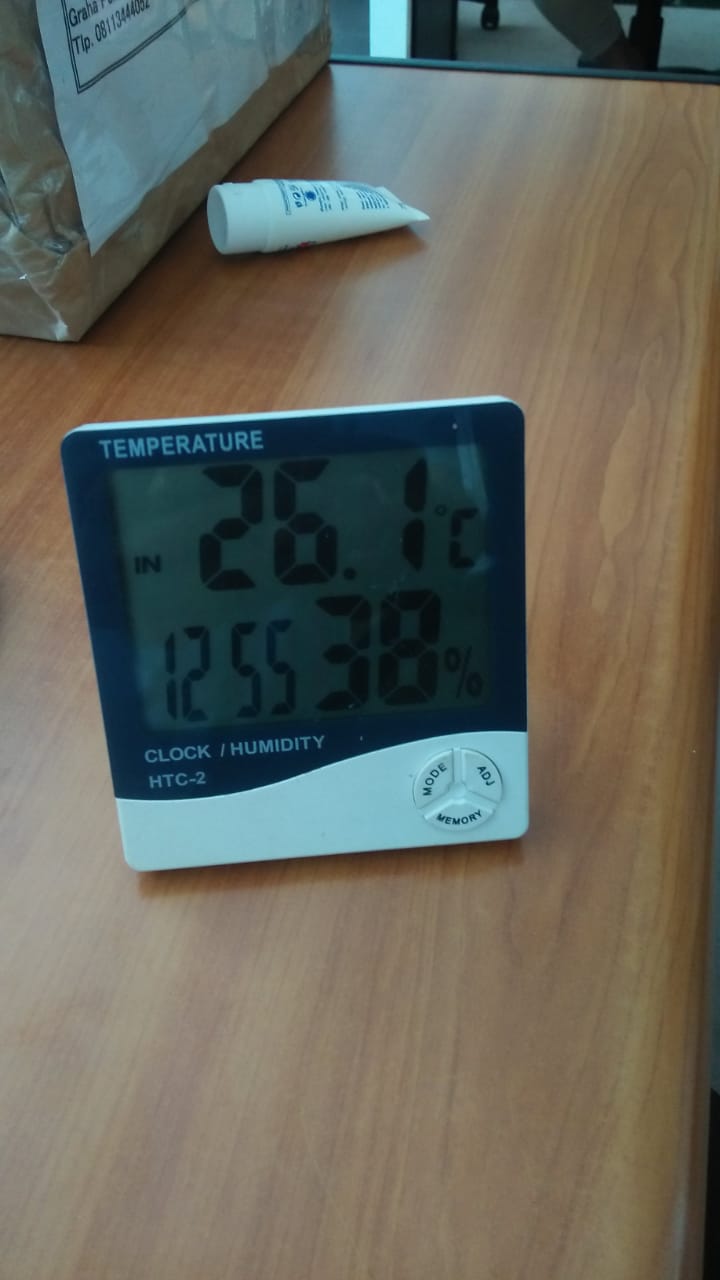 Graha
Tlp. 08113444052
TEMPERATURE
IN 26.1 °C
12 55 38 %
CLOCK / HUMIDITY
HTC-2
MODE
ADJ
MEMORY